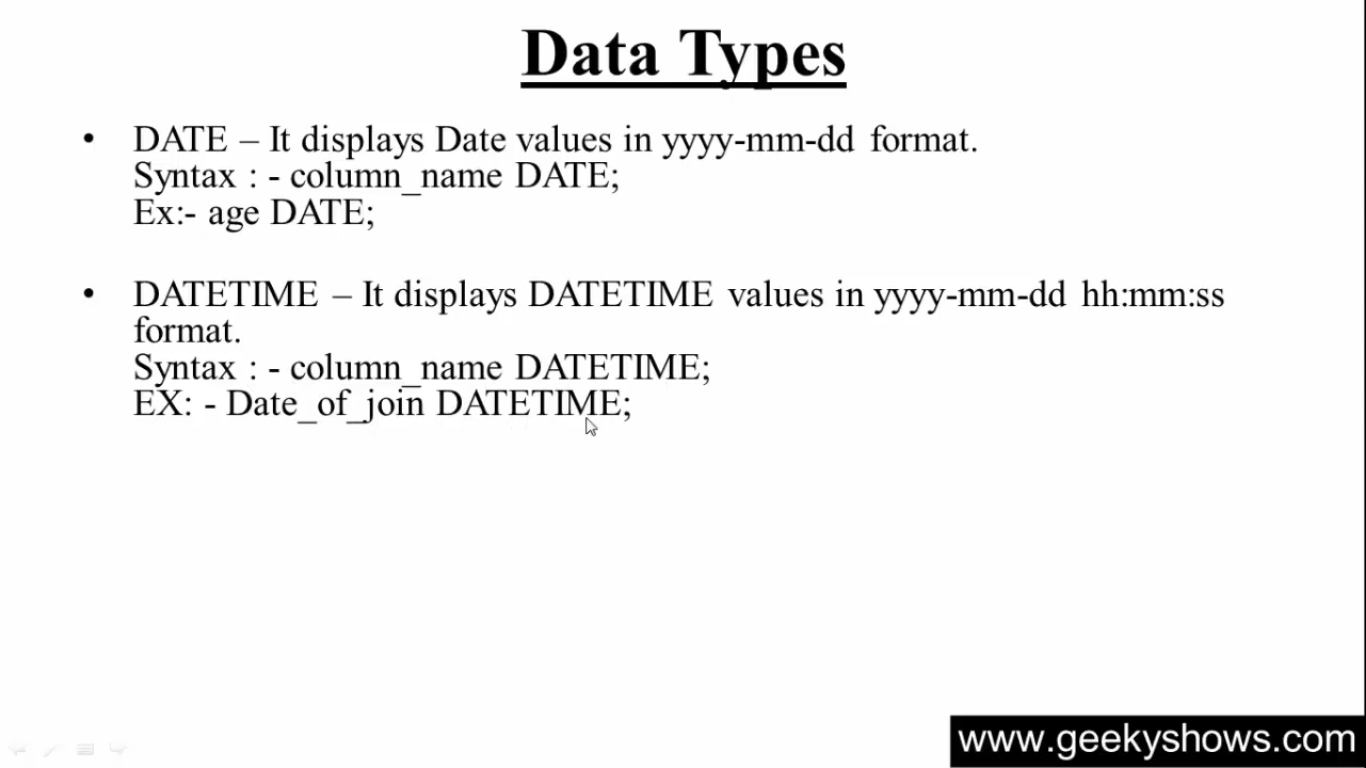 Data Types
• DATE – It displays Date values in yyyy-mm-dd format.
Syntax : - column_name DATE;
Ex:- age DATE;
• DATETIME – It displays DATETIME values in yyyy-mm-dd hh:mm:ss
format.
Syntax : - column_name DATETIME;
EX: - Date_of_join DATETIME;
www.geekyshows.com